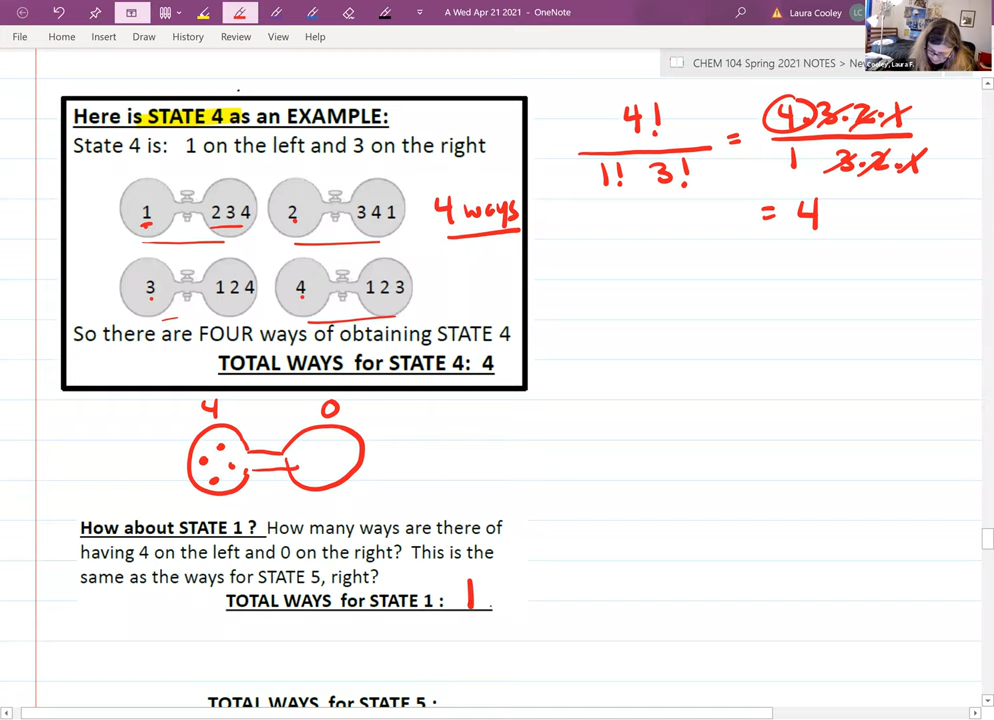 A Wed Apr 21 2021 - OneNote
Laura Cooley
LC
File Home Insert Draw History Review View Help
CHEM 104 Spring 2021 NOTES >
Cooley, Laura F.
Here is STATE 4 as an EXAMPLE:
State 4 is: 1 on the left and 3 on the right
1 2 3 4 2 3 4 1
4 ways
3 1 2 4 4 1 2 3
So there are FOUR ways of obtaining STATE 4
TOTAL WAYS for STATE 4: 4
4! = 4.3.2.1
1! 3! 1 3.2.1
= 4
4 0
How about STATE 1 ? How many ways are there of
having 4 on the left and 0 on the right? This is the
same as the ways for STATE 5, right?
TOTAL WAYS for STATE 1 : 1
TOTAL WAYS for STATE 5 :